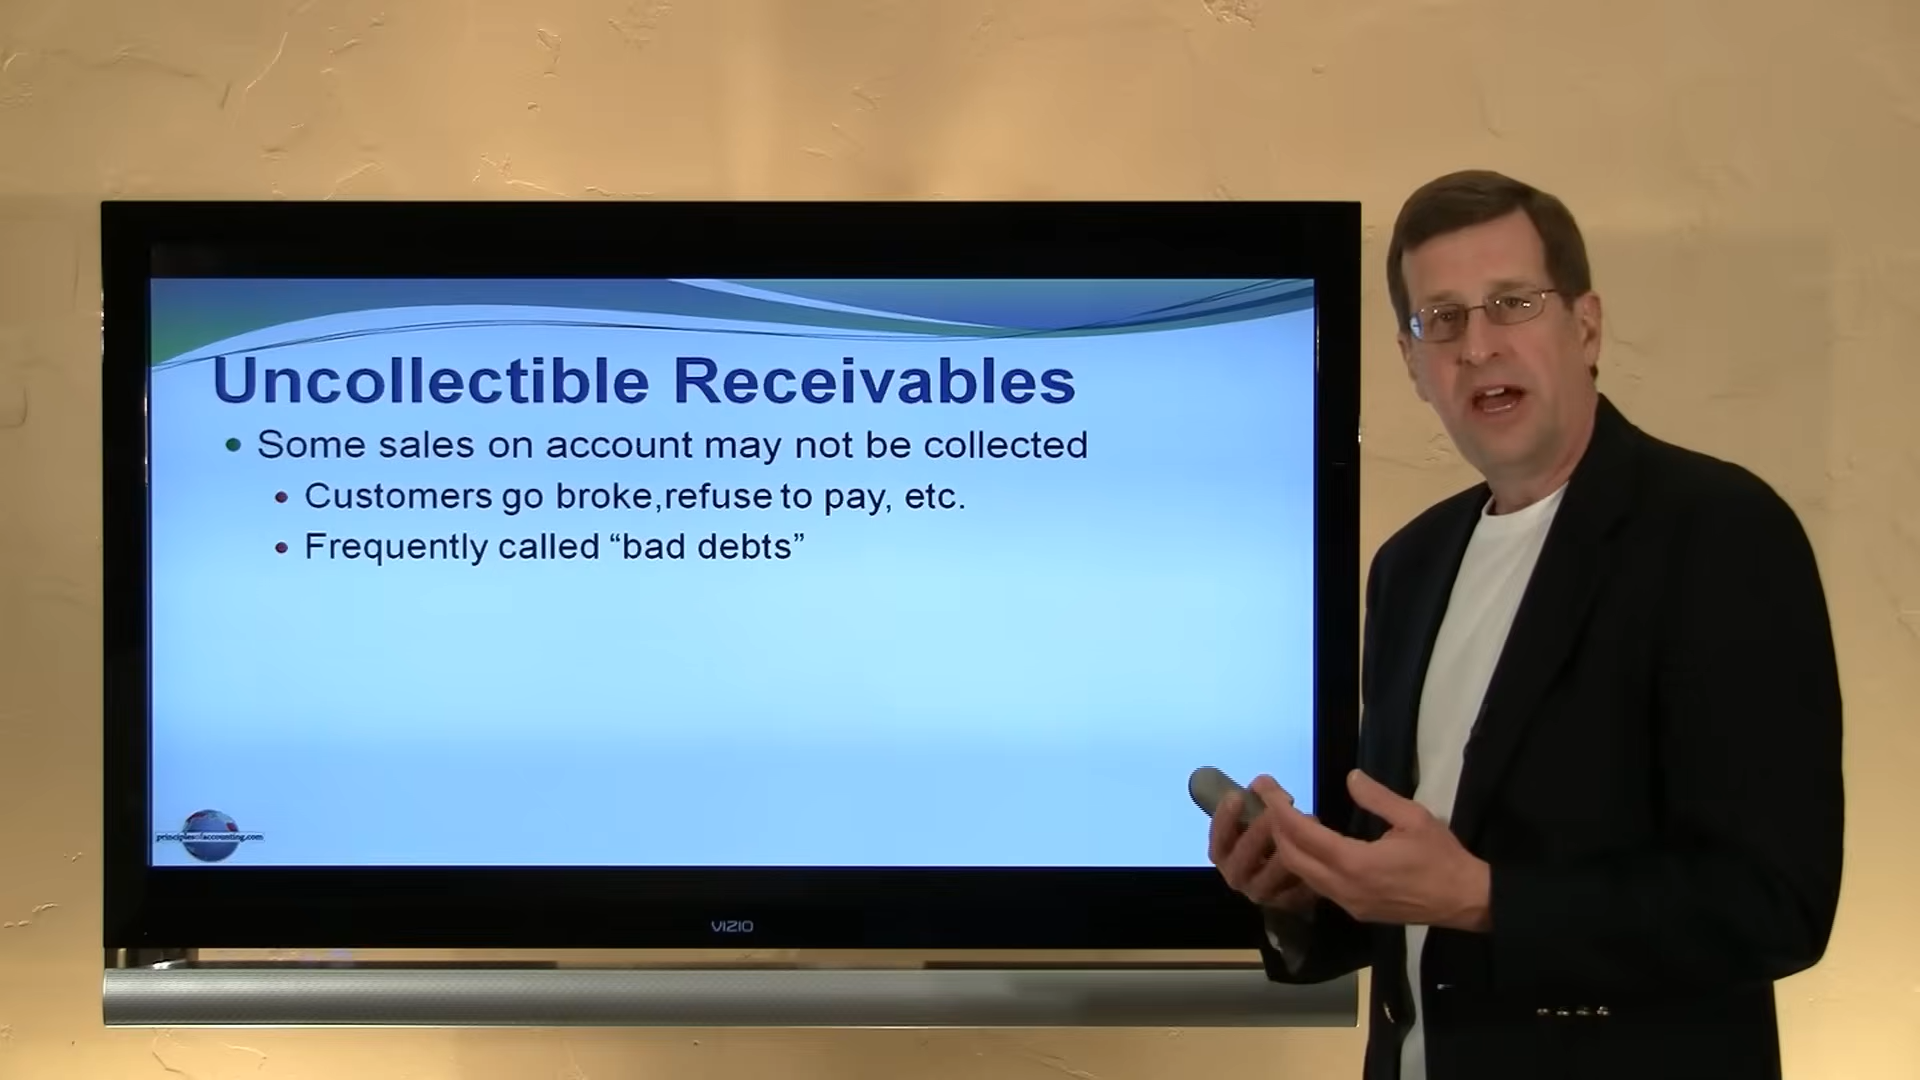 Uncollectible Receivables
Some sales on account may not be collected
Customers go broke,refuse to pay, etc.
Frequently called “bad debts”
principlesofaccounting.com
VIZIO